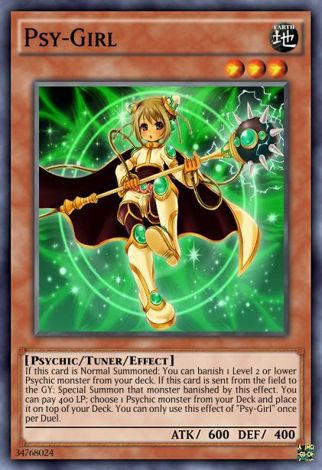 PSY-GIRL
EARTH
地
[PSYCHIC/TUNER/EFFECT]
If this card is Normal Summoned: You can banish 1 Level 2 or lower
Psychic monster from your deck. If this card is sent from the field to
the GY: Special Summon that monster banished by this effect. You
can pay 400 LP; choose 1 Psychic monster from your Deck and place
it on top of your Deck. You can only use this effect of "Psy-Girl" once
per Duel.
ATK/ 600 DEF/ 400
34768024